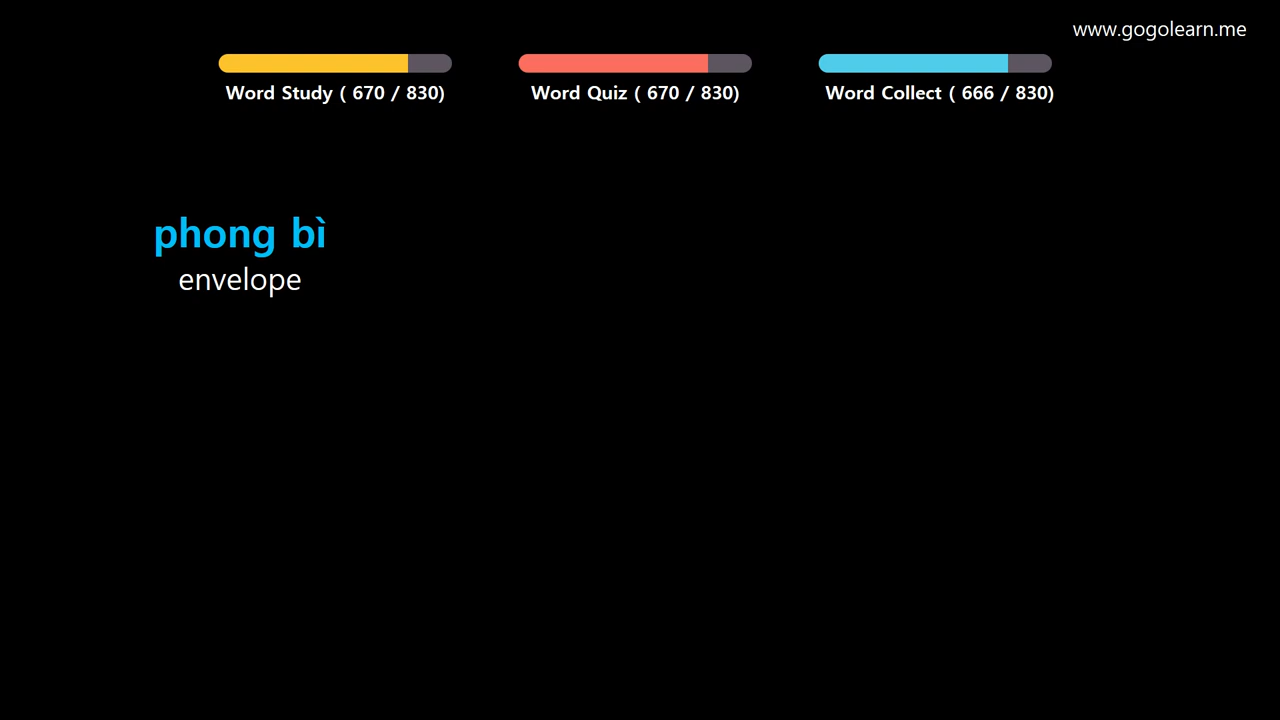 www.gogolearn.me
Word Study ( 670 / 830)
Word Quiz ( 670 / 830)
Word Collect ( 666 / 830)
phong bì
envelope